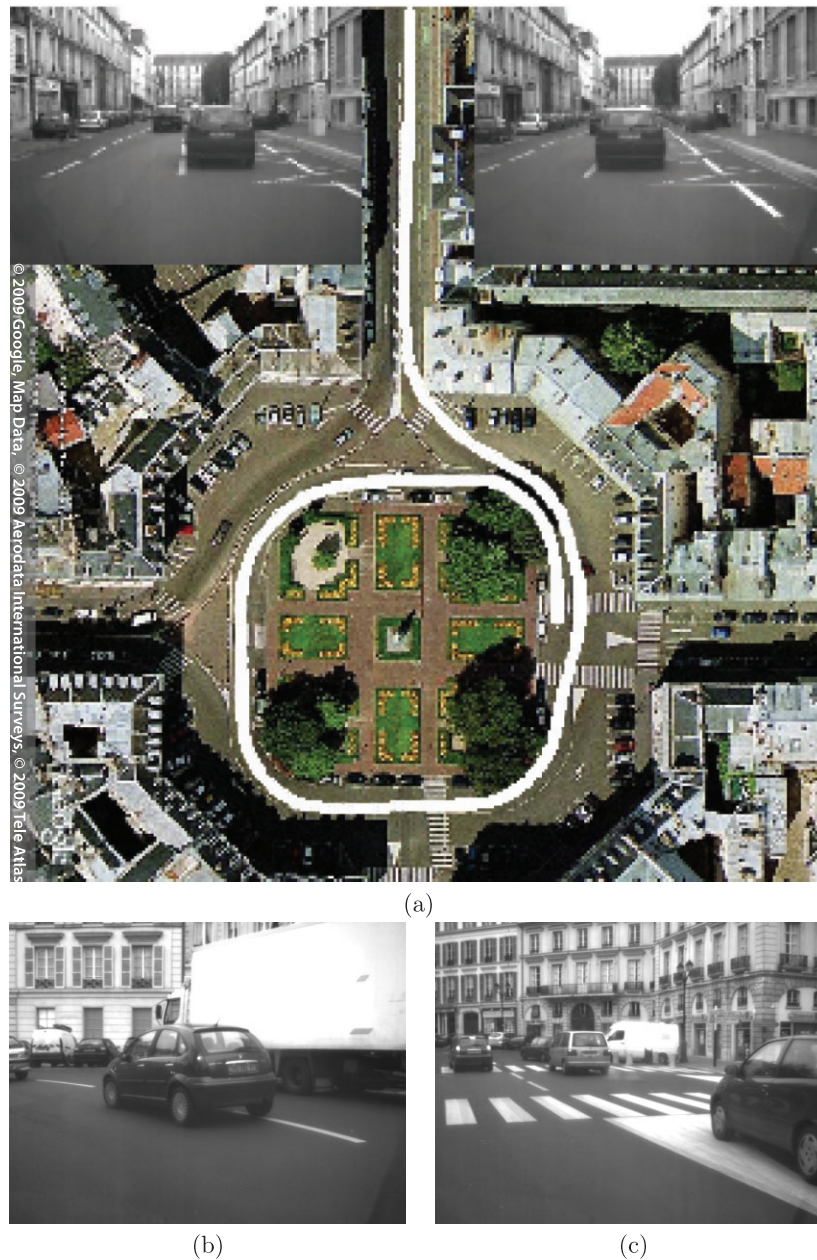 © 2009 Google, Map Data, © 2009 Aerodata International Surveys, © 2009 Tele Atlas
(a)
(b)
(c)